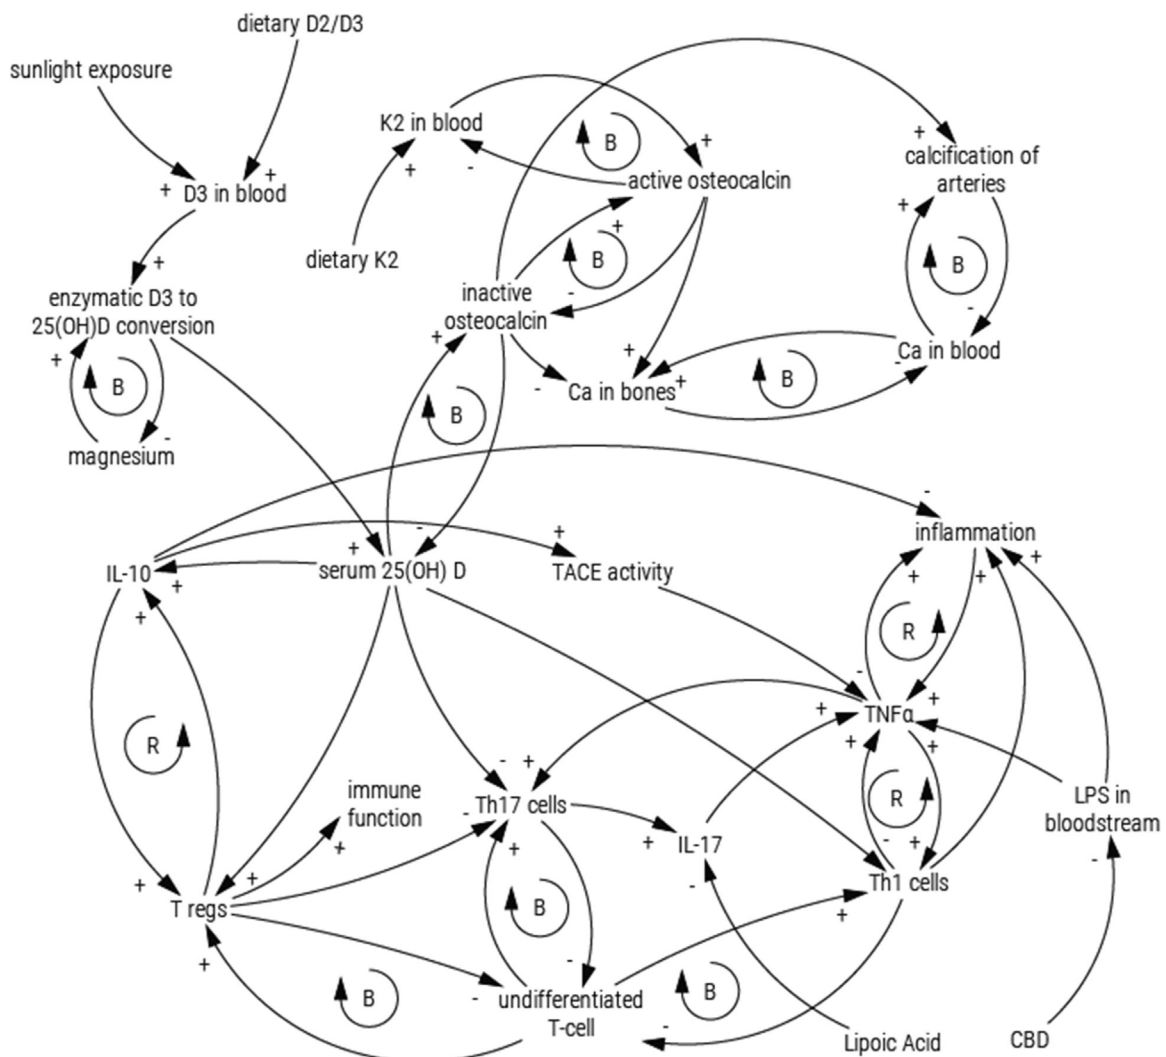 dietary D2/D3
sunlight exposure
K2 in blood
B
+
+
calcification of
arteries
+
-
active osteocalcin
+
+
D3 in blood
+
+
B
dietary K2
+
B
-
inactive
osteocalcin
enzymatic D3 to
25(OH)D conversion
+
B
-
Ca in blood
-
+
+
B
+
-
Ca in bones
+
B
B
-
magnesium
-
inflammation
-
+
+
IL-10
+
serum 25(OH) D
TACE activity
+
+
+
+
R
-
TNFα
+
+
R
-
+
Th17 cells
immune
function
+
-
+
+
R
-
+
LPS in
bloodstream
-
+
IL-17
-
Th1 cells
+
+
+
T regs
B
+
-
+
B
-
undifferentiated
T-cell
B
-
Lipoic Acid
CBD